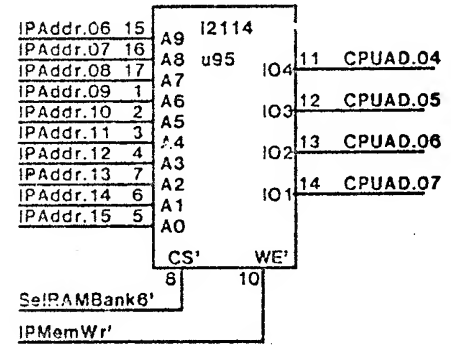 IPAddr.06 15 A9 I2114
IPAddr.07 16 A8 u95
IPAddr.08 17 A7 IO4 11 CPUAD.04
IPAddr.09 1 A6
IPAddr.10 2 A5 IO3 12 CPUAD.05
IPAddr.11 3 A4
IPAddr.12 4 A3 IO2 13 CPUAD.06
IPAddr.13 7 A2
IPAddr.14 6 A1 IO1 14 CPUAD.07
IPAddr.15 5 A0
CS' WE'
8 10
SelRAMBank6'
IPMemWr'